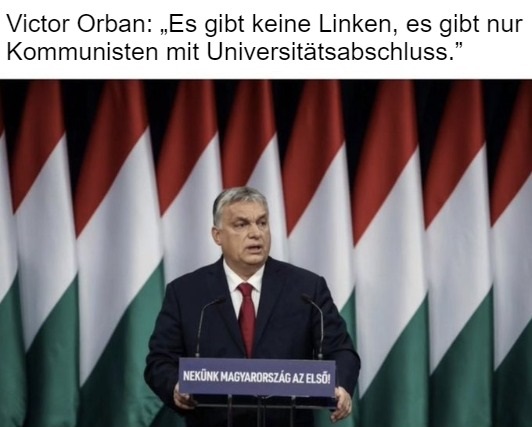 Victor Orban: „Es gibt keine Linken, es gibt nur
Kommunisten mit Universitätsabschluss.”
NEKÜNK MAGYARORSZÁG AZ ELSŐ!